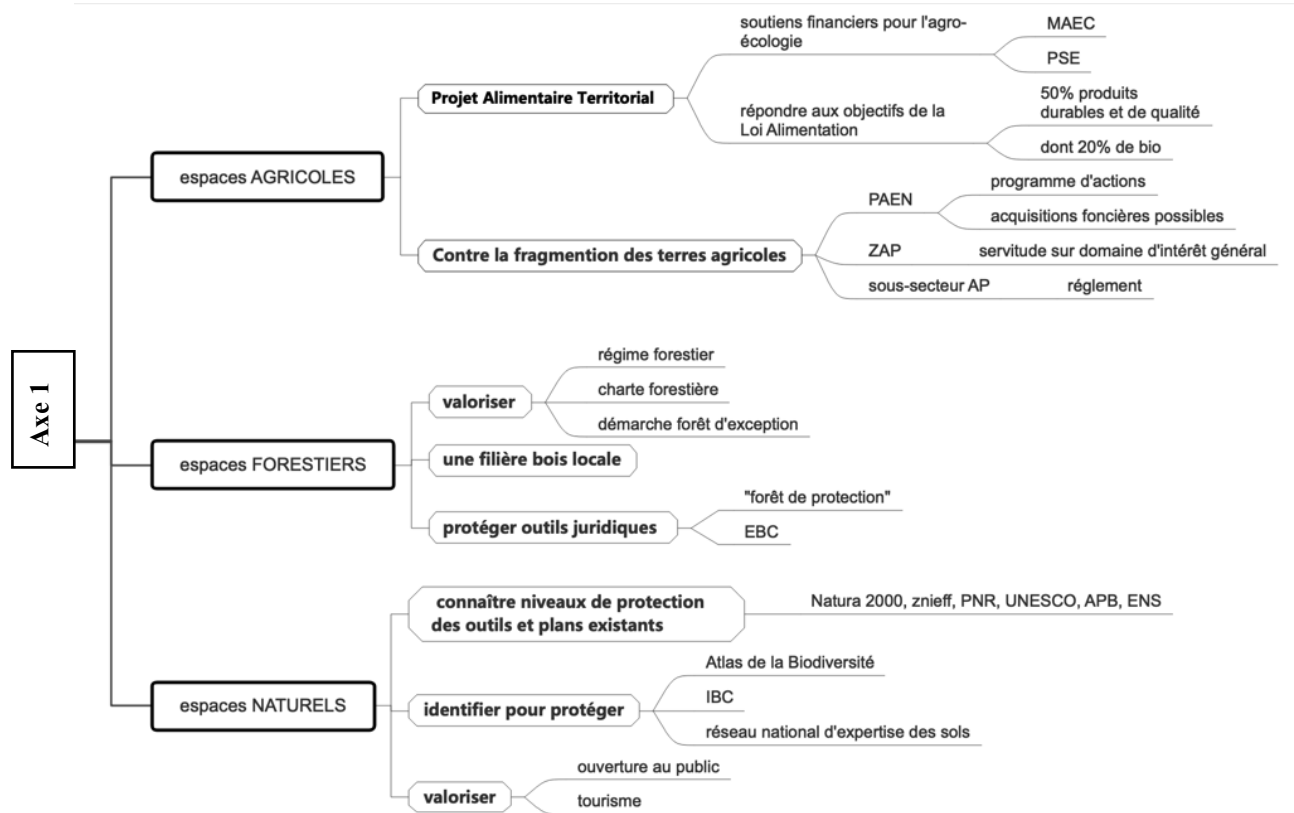 Axe 1
espaces AGRICOLES
Projet Alimentaire Territorial
soutiens financiers pour l'agro-
écologie
MAEC
PSE
répondre aux objectifs de la
Loi Alimentation
50% produits
durables et de qualité
dont 20% de bio
Contre la fragmention des terres agricoles
PAEN
programme d'actions
acquisitions foncières possibles
ZAP
servitude sur domaine d'intérêt général
sous-secteur AP
réglement
espaces FORESTIERS
valoriser
régime forestier
charte forestière
démarche forêt d'exception
une filière bois locale
protéger outils juridiques
"forêt de protection"
EBC
espaces NATURELS
connaître niveaux de protection
des outils et plans existants
Natura 2000, znieff, PNR, UNESCO, APB, ENS
identifier pour protéger
Atlas de la Biodiversité
IBC
réseau national d'expertise des sols
valoriser
ouverture au public
tourisme